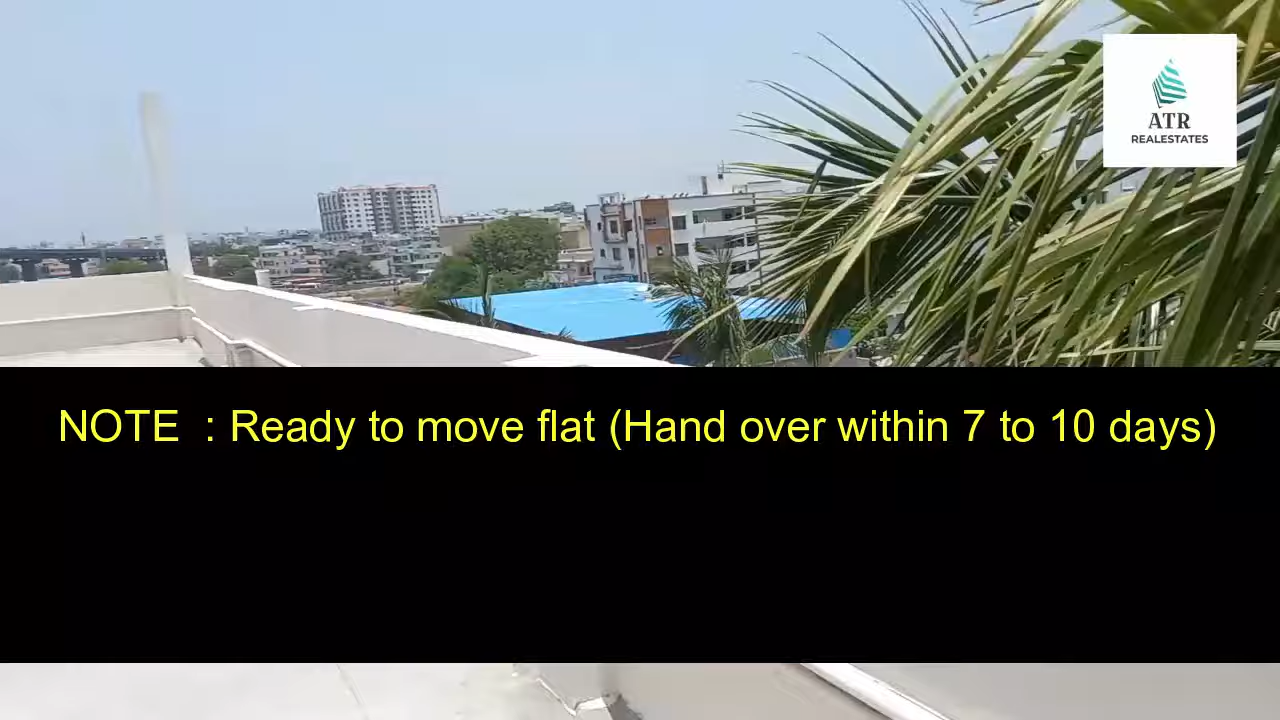 ATR
REALESTATES
NOTE : Ready to move flat (Hand over within 7 to 10 days)